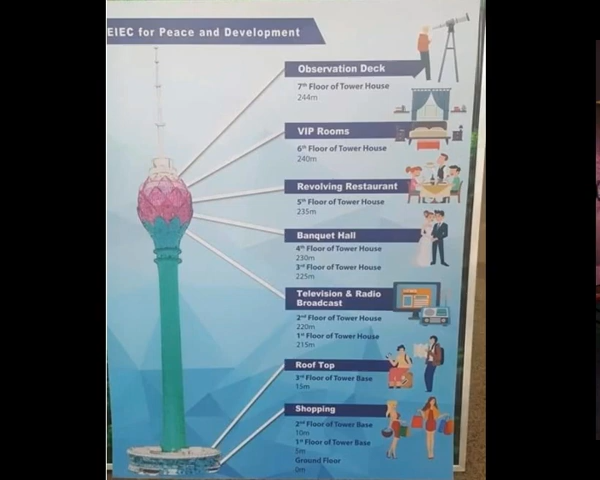 EIEC for Peace and Development
Observation Deck
7th Floor of Tower House
244m
VIP Rooms
6th Floor of Tower House
240m
Revolving Restaurant
5th Floor of Tower House
235m
Banquet Hall
4th Floor of Tower House
230m
3rd Floor of Tower House
225m
Television & Radio
Broadcast
2nd Floor of Tower House
220m
1st Floor of Tower House
215m
Roof Top
3rd Floor of Tower Base
15m
Shopping
2nd Floor of Tower Base
10m
1st Floor of Tower Base
5m
Ground Floor
0m